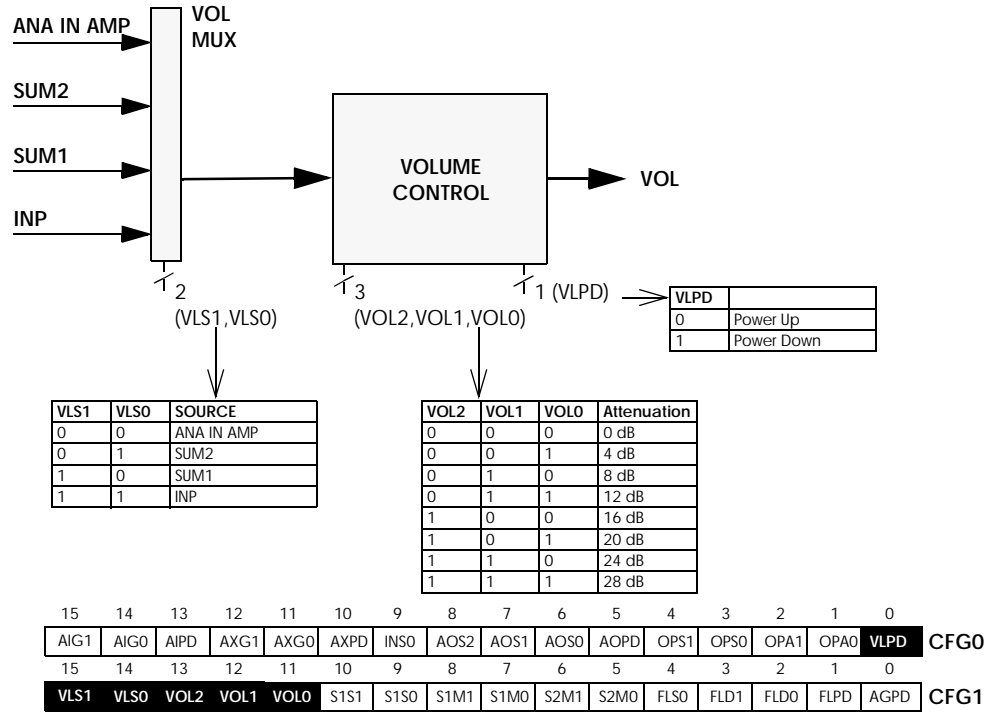 ANA IN AMP
VOL
MUX
SUM2
SUM1
INP
VOLUME
CONTROL
VOL
2
(VLS1,VLS0)
3
(VOL2,VOL1,VOL0)
1 (VLPD)
VLPD
0 Power Up
1 Power Down
VLS1 VLS0 SOURCE
0 0 ANA IN AMP
0 1 SUM2
1 0 SUM1
1 1 INP
VOL2 VOL1 VOL0 Attenuation
0 0 0 0 dB
0 0 1 4 dB
0 1 0 8 dB
0 1 1 12 dB
1 0 0 16 dB
1 0 1 20 dB
1 1 0 24 dB
1 1 1 28 dB
15 14 13 12 11 10 9 8 7 6 5 4 3 2 1 0
AIG1 AIG0 AIPD AXG1 AXG0 AXPD INS0 AOS2 AOS1 AOS0 AOPD OPS1 OPS0 OPA1 OPA0 VLPD CFG0
15 14 13 12 11 10 9 8 7 6 5 4 3 2 1 0
VLS1 VLS0 VOL2 VOL1 VOL0 S1S1 S1S0 S1M1 S1M0 S2M1 S2M0 FLS0 FLD1 FLD0 FLPD AGPD CFG1